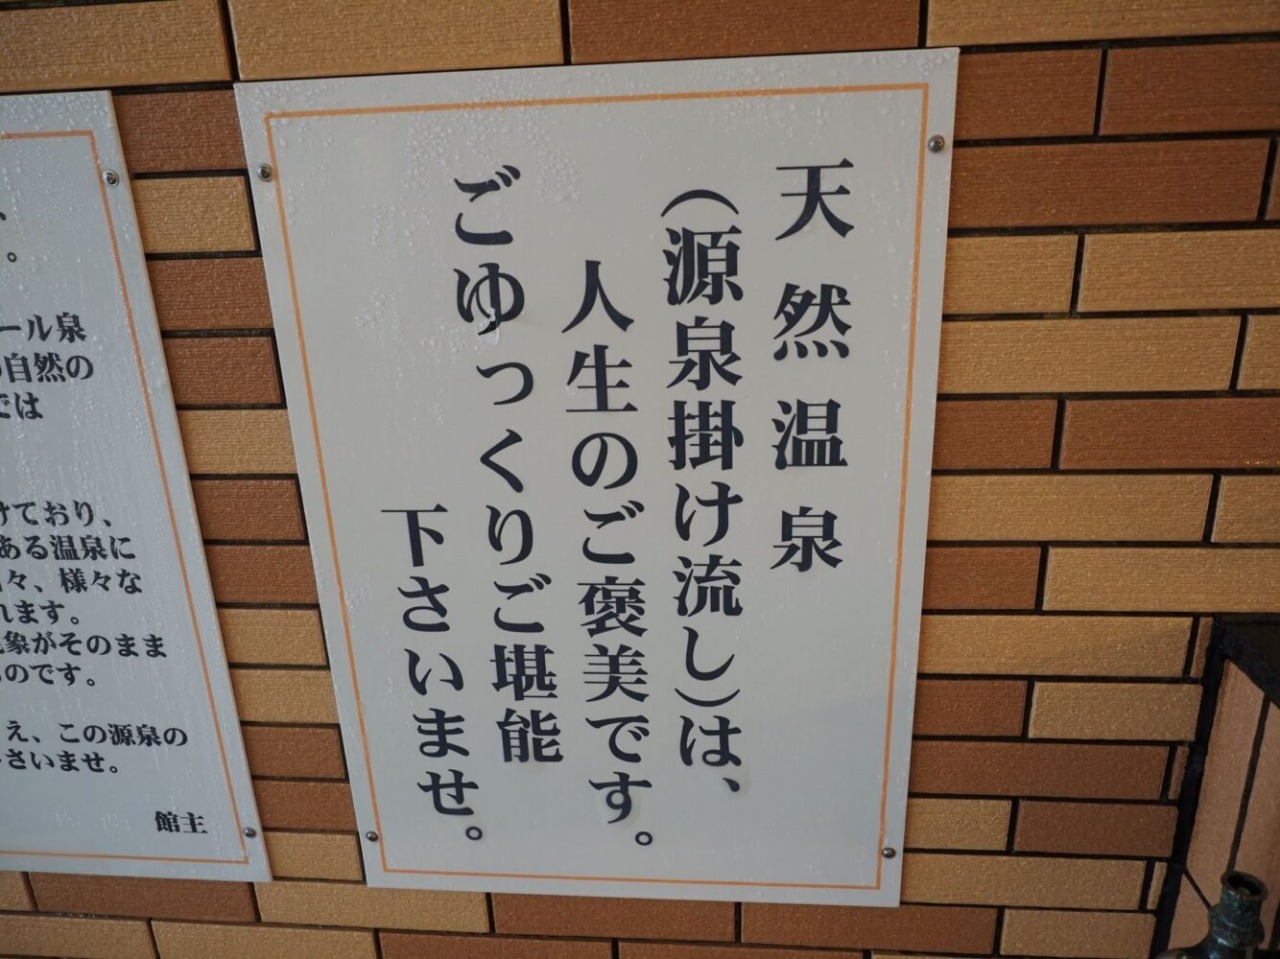 天然温泉
(源泉掛け流し)は、
人生のご褒美です。
ごゆっくりご堪能
下さいませ。
、
。
ール泉
自然の
では
けており、
ある温泉に
々、様々な
れます。
象がそのまま
のです。
え、この源泉の
さいませ。
館主